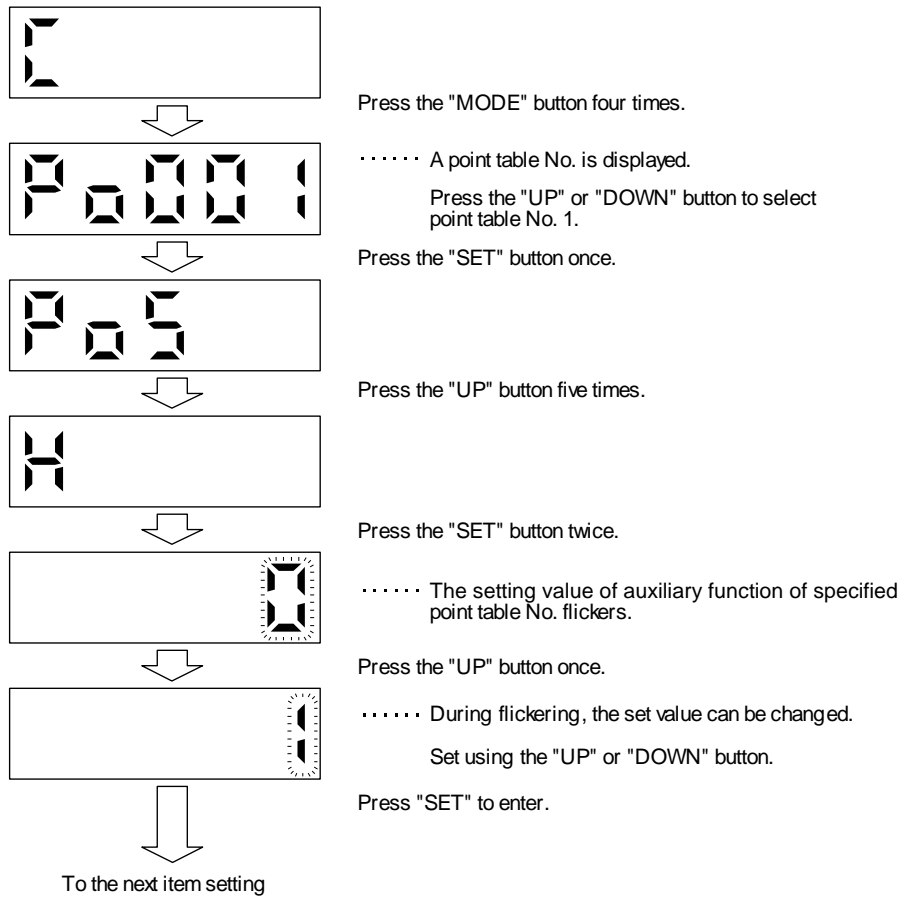 C
Press the "MODE" button four times.
Po001
······ A point table No. is displayed.
Press the "UP" or "DOWN" button to select
point table No. 1.
Press the "SET" button once.
PoS
Press the "UP" button five times.
H
Press the "SET" button twice.
0
······ The setting value of auxiliary function of specified
point table No. flickers.
Press the "UP" button once.
1
······ During flickering, the set value can be changed.
Set using the "UP" or "DOWN" button.
Press "SET" to enter.
To the next item setting